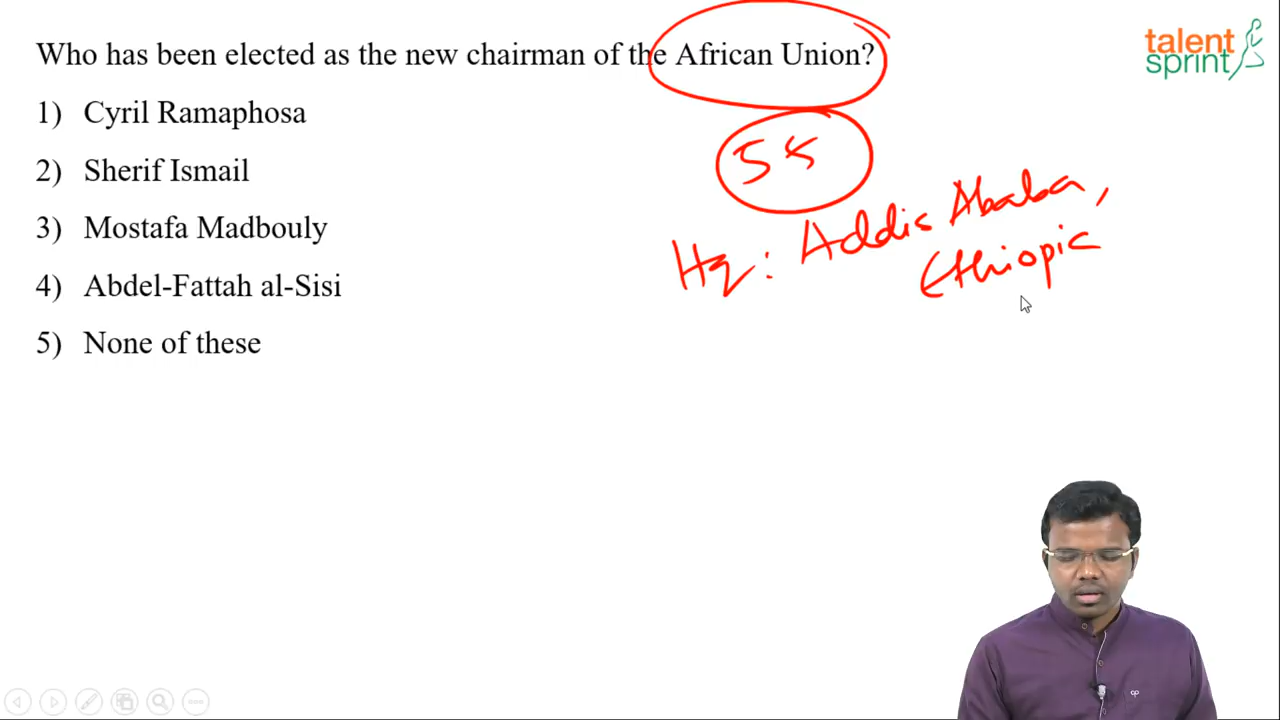 Who has been elected as the new chairman of the African Union?
talent
sprint
1) Cyril Ramaphosa
55
2) Sherif Ismail
Hq: Addis Ababa,
Ethiopia
3) Mostafa Madbouly
4) Abdel-Fattah al-Sisi
5) None of these